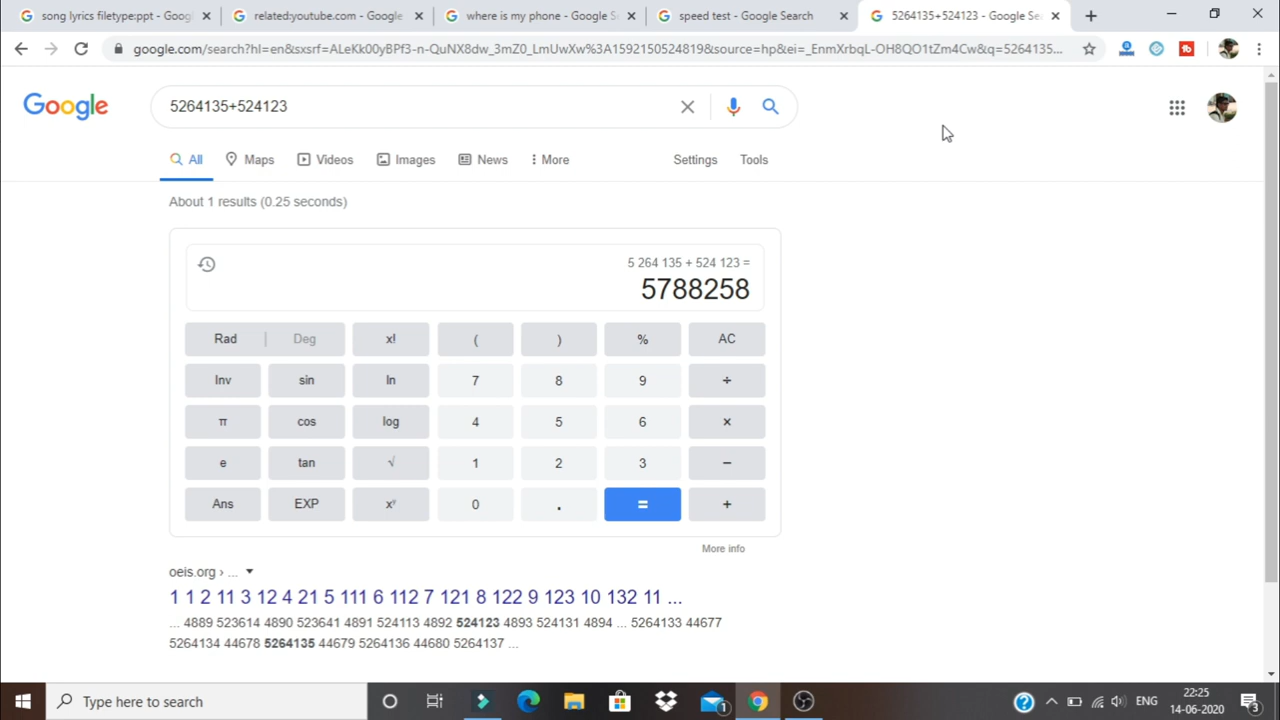 song lyrics filetype:ppt - Goog
related:youtube.com - Google
where is my phone - Google S
speed test - Google Search
5264135+524123 - Google Se
google.com/search?hl=en&sxsrf=ALeKk00yBPf3-n-QuNX8dw_3mZ0_LmUwXw%3A1592150524819&source=hp&ei=_EnmXrbqL-OH8QO1tZm4Cw&q=5264135...
Google
5264135+524123
All
Maps
Videos
Images
News
More
Settings
Tools
About 1 results (0.25 seconds)
5 264 135 + 524 123 =
5788258
Rad | Deg x! ( ) % AC
Inv sin ln 7 8 9 ÷
π cos log 4 5 6 ×
e tan √ 1 2 3 −
Ans EXP xʸ 0 . = +
More info
oeis.org › ...
1 1 2 11 3 12 4 21 5 111 6 112 7 121 8 122 9 123 10 132 11 ...
... 4889 523614 4890 523641 4891 524113 4892 524123 4893 524131 4894 ... 5264133 44677
5264134 44678 5264135 44679 5264136 44680 5264137 ...
Type here to search
1
ENG
22:25
14-06-2020
3